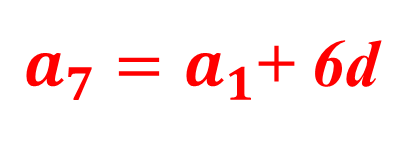 a₇ = a₁ + 6d